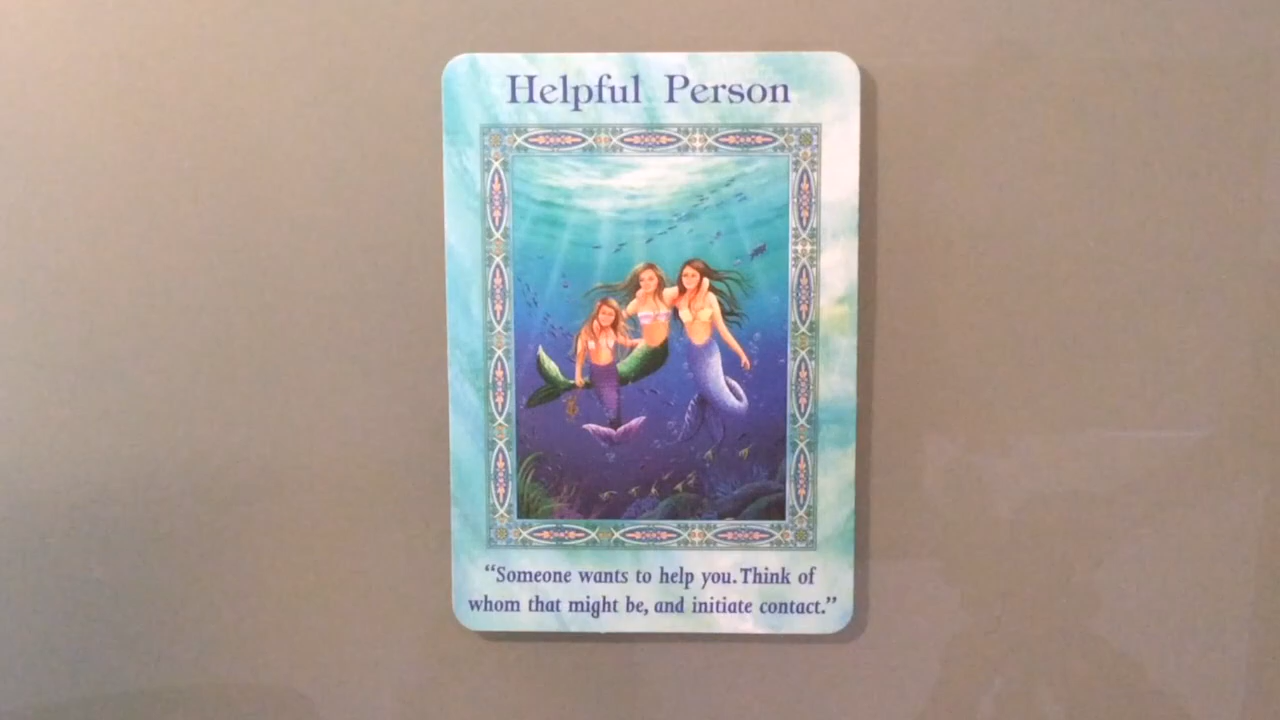 Helpful Person
“Someone wants to help you. Think of
whom that might be, and initiate contact.”